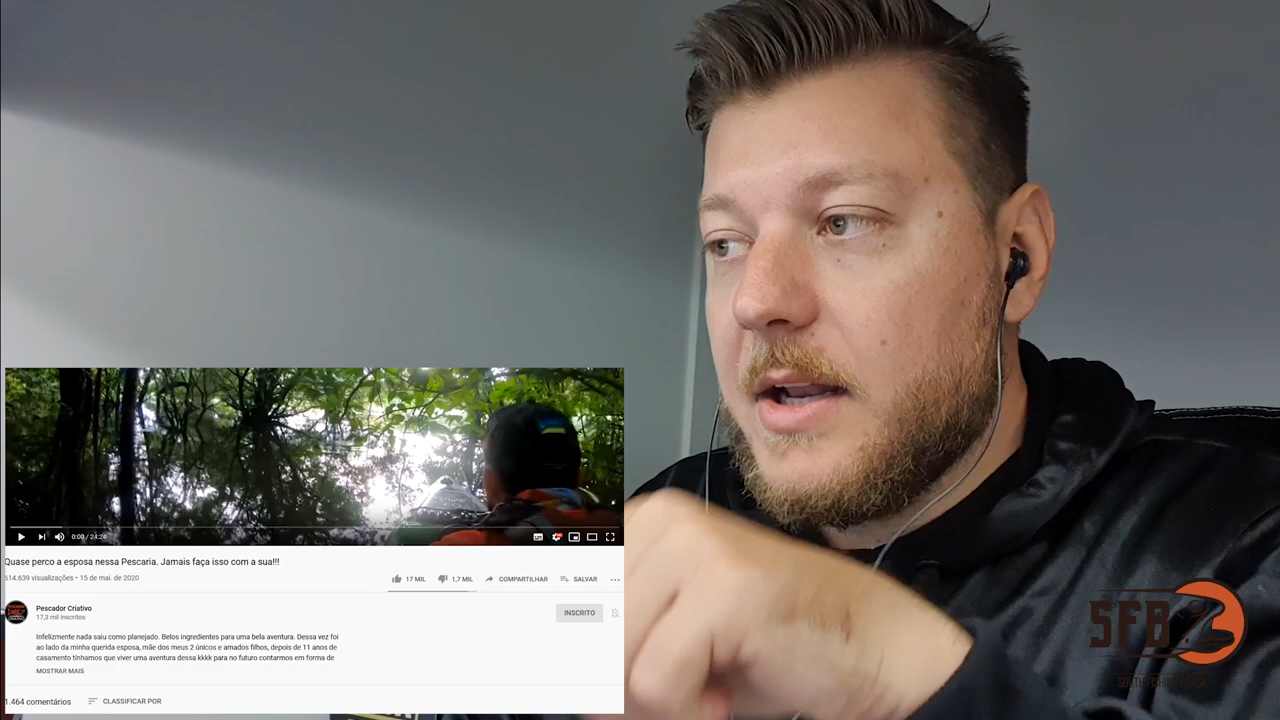 0:00 / 24:24
Quase perco a esposa nessa Pescaria. Jamais faça isso com a sua!!!
614.639 visualizações • 15 de mai. de 2020
17 MIL
1,7 MIL
COMPARTILHAR
SALVAR
Pescador Criativo
17,3 mil inscritos
INSCRITO
Infelizmente nada saiu como planejado. Belos ingredientes para uma bela aventura. Dessa vez foi
ao lado da minha querida esposa, mãe dos meus 2 únicos e amados filhos, depois de 11 anos de
casamento tínhamos que viver uma aventura dessa kkkk para no futuro contarmos em forma de
MOSTRAR MAIS
1.464 comentários
CLASSIFICAR POR
SFB